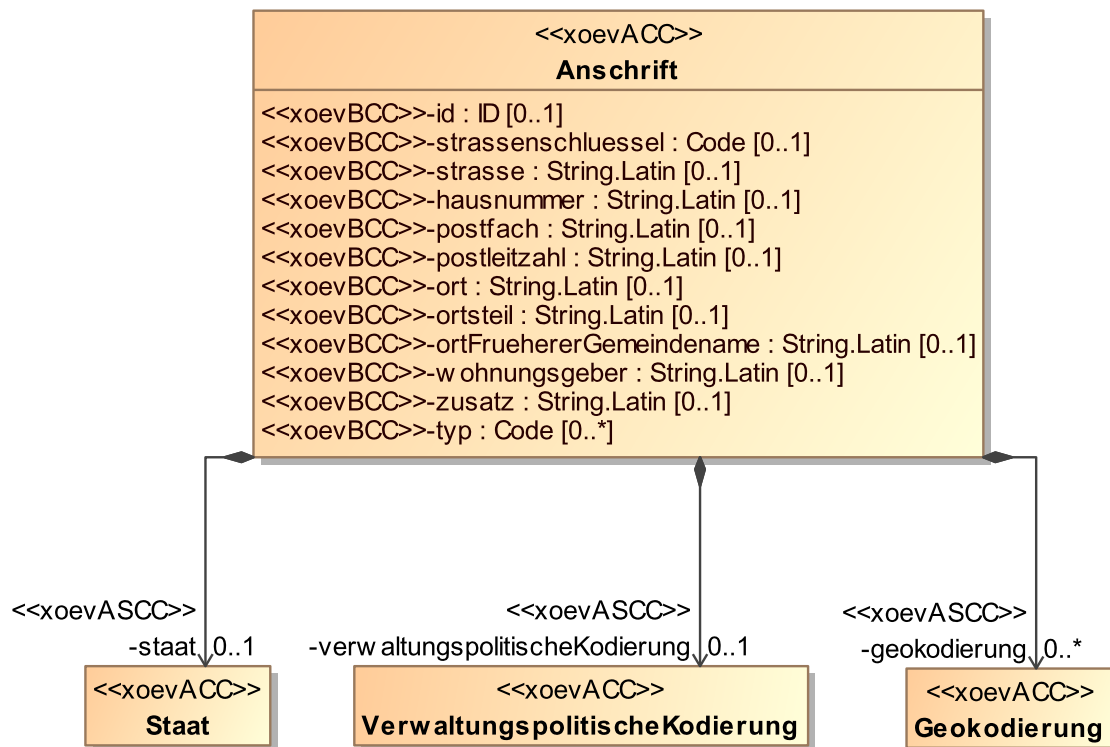 <<xoevACC>>
Anschrift
<<xoevBCC>>-id : ID [0..1]
<<xoevBCC>>-strassenschluessel : Code [0..1]
<<xoevBCC>>-strasse : String.Latin [0..1]
<<xoevBCC>>-hausnummer : String.Latin [0..1]
<<xoevBCC>>-postfach : String.Latin [0..1]
<<xoevBCC>>-postleitzahl : String.Latin [0..1]
<<xoevBCC>>-ort : String.Latin [0..1]
<<xoevBCC>>-ortsteil : String.Latin [0..1]
<<xoevBCC>>-ortFruehererGemeindename : String.Latin [0..1]
<<xoevBCC>>-wohnungsgeber : String.Latin [0..1]
<<xoevBCC>>-zusatz : String.Latin [0..1]
<<xoevBCC>>-typ : Code [0..*]
<<xoevASCC>>
-staat 0..1
<<xoevASCC>>
-verwaltungspolitischeKodierung 0..1
<<xoevASCC>>
-geokodierung 0..*
<<xoevACC>>
Staat
<<xoevACC>>
VerwaltungspolitischeKodierung
<<xoevACC>>
Geokodierung